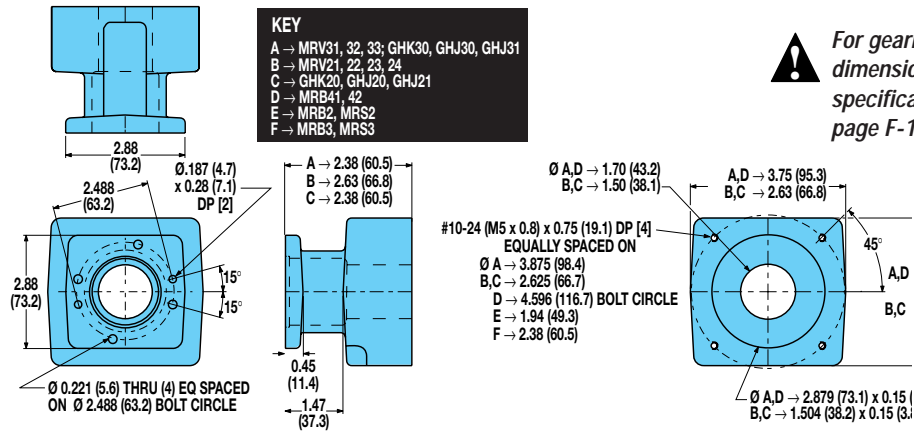 KEY
A → MRV31, 32, 33; GHK30, GHJ30, GHJ31
B → MRV21, 22, 23, 24
C → GHK20, GHJ20, GHJ21
D → MRB41, 42
E → MRB2, MRS2
F → MRB3, MRS3
For gear
dimensio
specifica
page F-1
2.88
(73.2)
2.488
(63.2)
Ø.187 (4.7)
x 0.28 (7.1)
DP [2]
2.88
(73.2)
15°
15°
Ø 0.221 (5.6) THRU (4) EQ SPACED
ON Ø 2.488 (63.2) BOLT CIRCLE
A → 2.38 (60.5)
B → 2.63 (66.8)
C → 2.38 (60.5)
0.45
(11.4)
1.47
(37.3)
Ø A,D → 1.70 (43.2)
B,C → 1.50 (38.1)
A,D → 3.75 (95.3)
B,C → 2.63 (66.8)
#10-24 (M5 x 0.8) x 0.75 (19.1) DP [4]
EQUALLY SPACED ON
Ø A → 3.875 (98.4)
B,C → 2.625 (66.7)
D → 4.596 (116.7) BOLT CIRCLE
E → 1.94 (49.3)
F → 2.38 (60.5)
45°
A,D
B,C
Ø A,D → 2.879 (73.1) x 0.15 (
B,C → 1.504 (38.2) x 0.15 (3.8